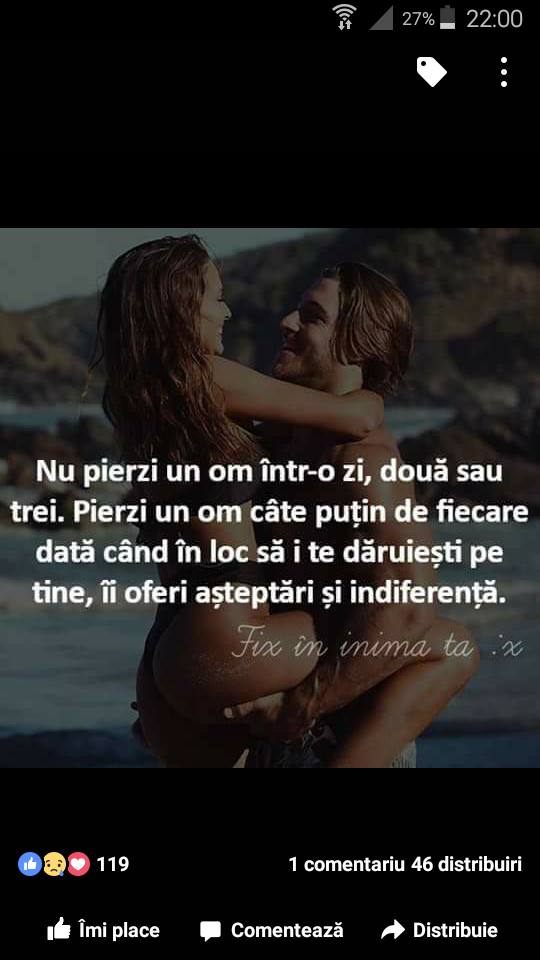 27% 22:00
Nu pierzi un om într-o zi, două sau
trei. Pierzi un om câte puțin de fiecare
dată când în loc să i te dăruiești pe
tine, îi oferi așteptări și indiferență.
Fix în inima ta :x
119 1 comentariu 46 distribuiri
Îmi place Comentează Distribuie